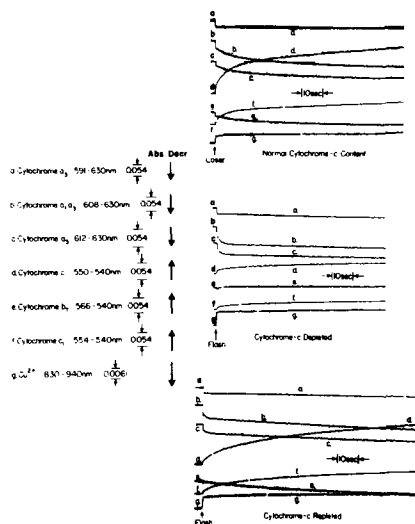 a
b
c
d
e
f
a.
b.
d.
c.
10sec
f.
e.
g.
Laser
Normal Cytochrome-c Content
Abs Decr
a Cytochrome a₃ 591-630nm 0.054
b Cytochrome a,a₃ 608-630nm 0.054
c Cytochrome a₃ 612-630nm 0.054
d. Cytochrome c 550-540nm 0.054
e. Cytochrome bT 566-540nm 0.054
f Cytochrome c₁ 554-540nm 0.054
g. Cu²⁺ 830-940nm 0.006
a
b
c
d
e
f
g
a.
b.
c.
d.
10sec
e.
f.
g.
Flash
Cytochrome-c Depleted
a
b
c
d
e
f
g
a.
b.
d.
c.
10sec
f.
e.
g.
Flash
Cytochrome-c Repleted